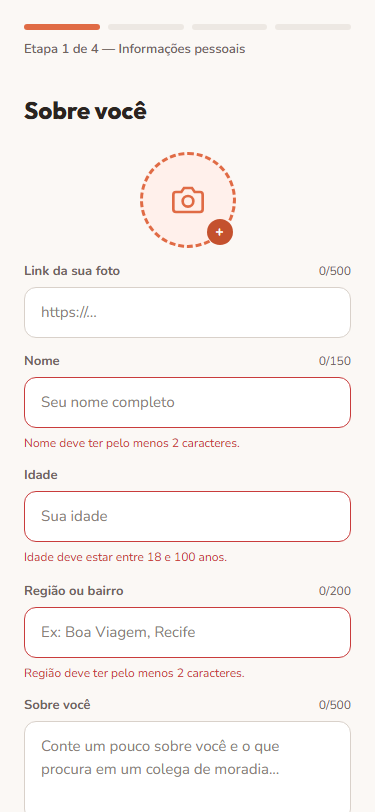 Etapa 1 de 4 — Informações pessoais
Sobre você
+
Link da sua foto 0/500
https://...
Nome 0/150
Seu nome completo
Nome deve ter pelo menos 2 caracteres.
Idade
Sua idade
Idade deve estar entre 18 e 100 anos.
Região ou bairro 0/200
Ex: Boa Viagem, Recife
Região deve ter pelo menos 2 caracteres.
Sobre você 0/500
Conte um pouco sobre você e o que
procura em um colega de moradia...